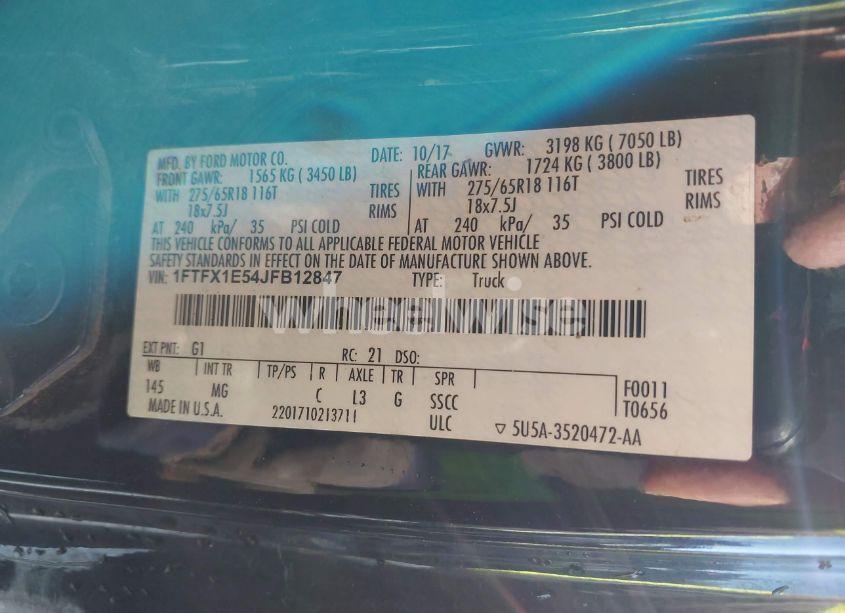 MFD. BY FORD MOTOR CO. DATE: 10/17 GVWR: 3198 KG ( 7050 LB)
FRONT GAWR: 1565 KG ( 3450 LB) REAR GAWR: 1724 KG ( 3800 LB)
WITH 275/65R18 116T TIRES WITH 275/65R18 116T TIRES
18x7.5J RIMS 18x7.5J RIMS
AT 240 kPa/ 35 PSI COLD AT 240 kPa/ 35 PSI COLD
THIS VEHICLE CONFORMS TO ALL APPLICABLE FEDERAL MOTOR VEHICLE
SAFETY STANDARDS IN EFFECT ON THE DATE OF MANUFACTURE SHOWN ABOVE.
VIN: 1FTFX1E54JFB12847 TYPE: Truck
wheelwise
EXT PNT: G1 RC: 21 DSO:
WB INT TR TP/PS R AXLE TR SPR F0011
145 MG C L3 G SSCC T0656
MADE IN U.S.A. 2201710213711 ULC ▽ 5U5A-3520472-AA